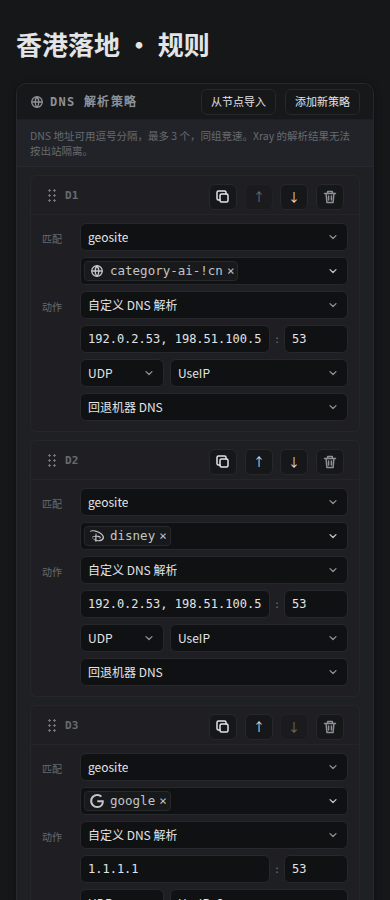 香港落地 • 规则
DNS 解析策略
从节点导入
添加新策略
DNS 地址可用逗号分隔，最多 3 个，同组竞速。Xray 的解析结果无法
按出站隔离。
D1
匹配
geosite
category-ai-!cn ×
动作
自定义 DNS 解析
192.0.2.53, 198.51.100.5 : 53
UDP
UseIP
回退机器 DNS
D2
匹配
geosite
disney ×
动作
自定义 DNS 解析
192.0.2.53, 198.51.100.5 : 53
UDP
UseIP
回退机器 DNS
D3
匹配
geosite
google ×
动作
自定义 DNS 解析
1.1.1.1 : 53